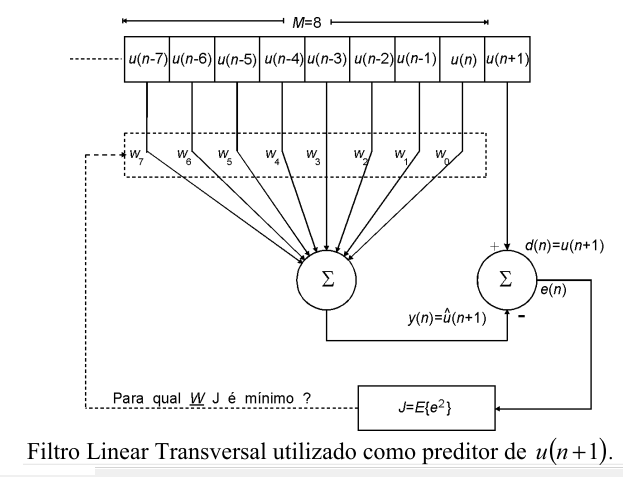 M=8
u(n-7) u(n-6) u(n-5) u(n-4) u(n-3) u(n-2) u(n-1) u(n) u(n+1)
w₇ w₆ w₅ w₄ w₃ w₂ w₁ w₀
+ d(n)=u(n+1)
Σ Σ
e(n)
y(n)=û(n+1) -
Para qual W J é mínimo ?
J=E{e²}
Filtro Linear Transversal utilizado como preditor de u(n+1).